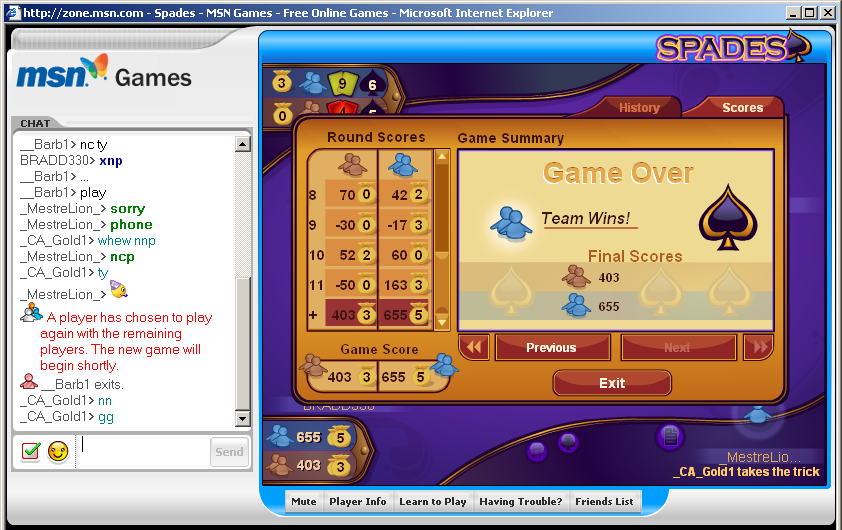 http://zone.msn.com - Spades - MSN Games - Free Online Games - Microsoft Internet Explorer
msn Games
CHAT
__Barb1> nc ty
BRADD330> xnp
__Barb1> ...
__Barb1> play
_MestreLion_> sorry
_MestreLion_> phone
_CA_Gold1> whew nnp
_MestreLion_> ncp
_CA_Gold1> ty
_MestreLion_>
A player has chosen to play
again with the remaining
players. The new game will
begin shortly.
__Barb1 exits.
_CA_Gold1> nn
_CA_Gold1> gg
Send
SPADES
3 9 6
0
History
Scores
Round Scores
8 70 0 42 2
9 -30 0 -17 3
10 52 2 60 0
11 -50 0 163 3
+ 403 3 655 5
Game Score
403 3 655 5
Game Summary
Game Over
Team Wins!
Final Scores
403
655
Previous
Next
Exit
BRADD330
655 5
403 3
_MestreLio...
_CA_Gold1 takes the trick
Mute
Player Info
Learn to Play
Having Trouble?
Friends List